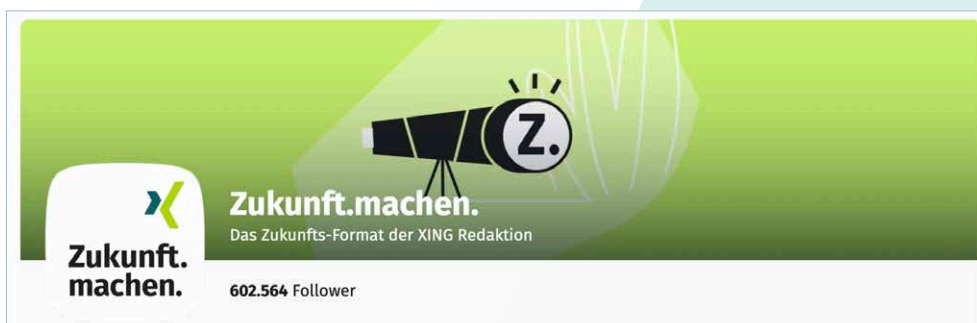 Z.
Zukunft.machen.
Das Zukunfts-Format der XING Redaktion
Zukunft.
machen.
602.564 Follower